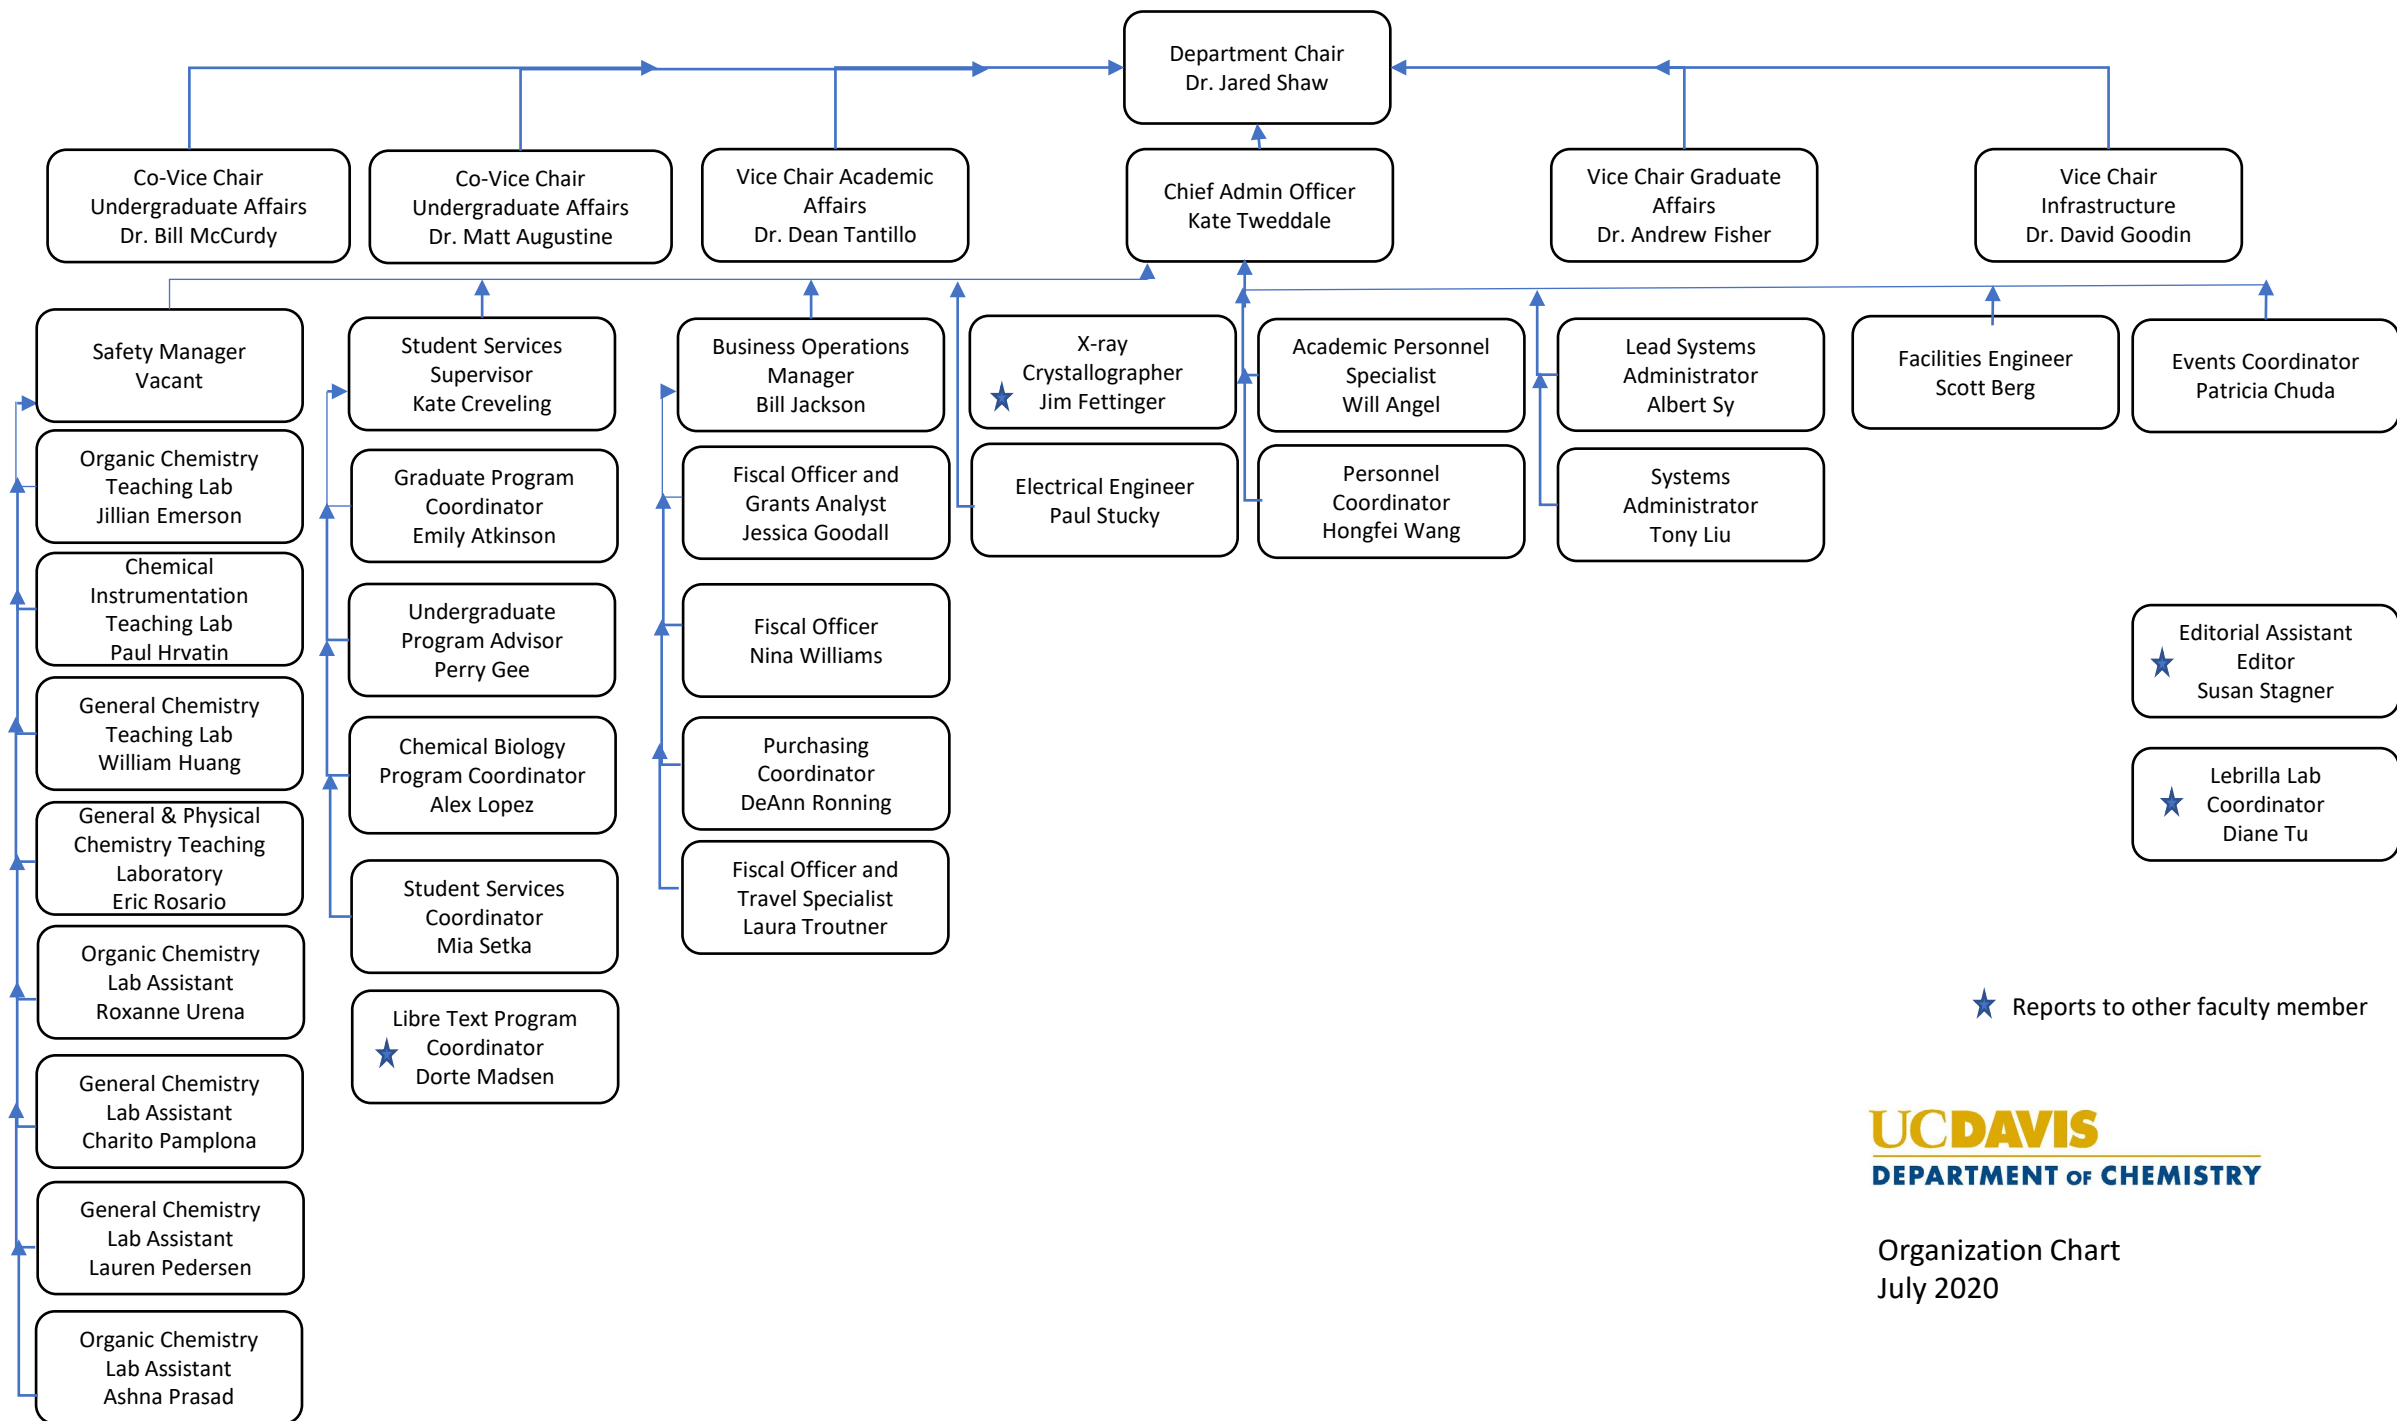 Department Chair
Dr. Jared Shaw
Co-Vice Chair
Undergraduate Affairs
Dr. Bill McCurdy
Co-Vice Chair
Undergraduate Affairs
Dr. Matt Augustine
Vice Chair Academic
Affairs
Dr. Dean Tantillo
Chief Admin Officer
Kate Tweddale
Vice Chair Graduate
Affairs
Dr. Andrew Fisher
Vice Chair
Infrastructure
Dr. David Goodin
Safety Manager
Vacant
Student Services
Supervisor
Kate Creveling
Business Operations
Manager
Bill Jackson
X-ray
Crystallographer
Jim Fettinger
Academic Personnel
Specialist
Will Angel
Lead Systems
Administrator
Albert Sy
Facilities Engineer
Scott Berg
Events Coordinator
Patricia Chuda
Organic Chemistry
Teaching Lab
Jillian Emerson
Graduate Program
Coordinator
Emily Atkinson
Fiscal Officer and
Grants Analyst
Jessica Goodall
Electrical Engineer
Paul Stucky
Personnel
Coordinator
Hongfei Wang
Systems
Administrator
Tony Liu
Chemical
Instrumentation
Teaching Lab
Paul Hrvatin
Undergraduate
Program Advisor
Perry Gee
Fiscal Officer
Nina Williams
Editorial Assistant
Editor
Susan Stagner
General Chemistry
Teaching Lab
William Huang
Chemical Biology
Program Coordinator
Alex Lopez
Purchasing
Coordinator
DeAnn Ronning
Lebrilla Lab
Coordinator
Diane Tu
General & Physical
Chemistry Teaching
Laboratory
Eric Rosario
Student Services
Coordinator
Mia Setka
Fiscal Officer and
Travel Specialist
Laura Troutner
Organic Chemistry
Lab Assistant
Roxanne Urena
Libre Text Program
Coordinator
Dorte Madsen
Reports to other faculty member
General Chemistry
Lab Assistant
Charito Pamplona
General Chemistry
Lab Assistant
Lauren Pedersen
Organic Chemistry
Lab Assistant
Ashna Prasad
UCDAVIS
DEPARTMENT OF CHEMISTRY
Organization Chart
July 2020